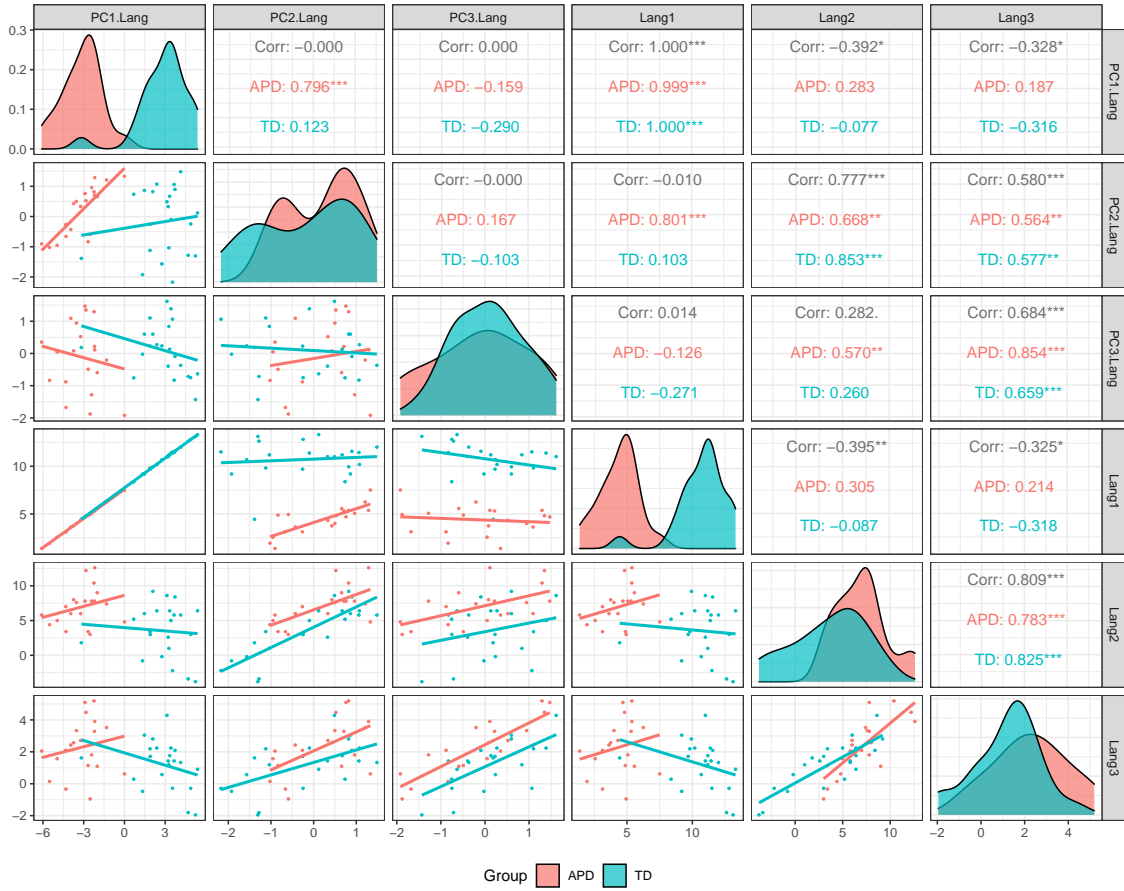 PC1.Lang PC2.Lang PC3.Lang Lang1 Lang2 Lang3
0.3
0.2
0.1
0.0
Corr: −0.000 Corr: 0.000 Corr: 1.000*** Corr: −0.392* Corr: −0.328*
APD: 0.796*** APD: −0.159 APD: 0.999*** APD: 0.283 APD: 0.187
TD: 0.123 TD: −0.290 TD: 1.000*** TD: −0.077 TD: −0.316
PC1.Lang
1
0
−1
−2
Corr: −0.000 Corr: −0.010 Corr: 0.777*** Corr: 0.580***
APD: 0.167 APD: 0.801*** APD: 0.668** APD: 0.564**
TD: −0.103 TD: 0.103 TD: 0.853*** TD: 0.577**
PC2.Lang
1
0
−1
−2
Corr: 0.014 Corr: 0.282. Corr: 0.684***
APD: −0.126 APD: 0.570** APD: 0.854***
TD: −0.271 TD: 0.260 TD: 0.659***
PC3.Lang
10
5
Corr: −0.395** Corr: −0.325*
APD: 0.305 APD: 0.214
TD: −0.087 TD: −0.318
Lang1
10
5
0
Corr: 0.809***
APD: 0.783***
TD: 0.825***
Lang2
4
2
0
−2
Lang3
−6 −3 0 3 −2 −1 0 1 −2 −1 0 1 5 10 0 5 10 −2 0 2 4
Group APD TD